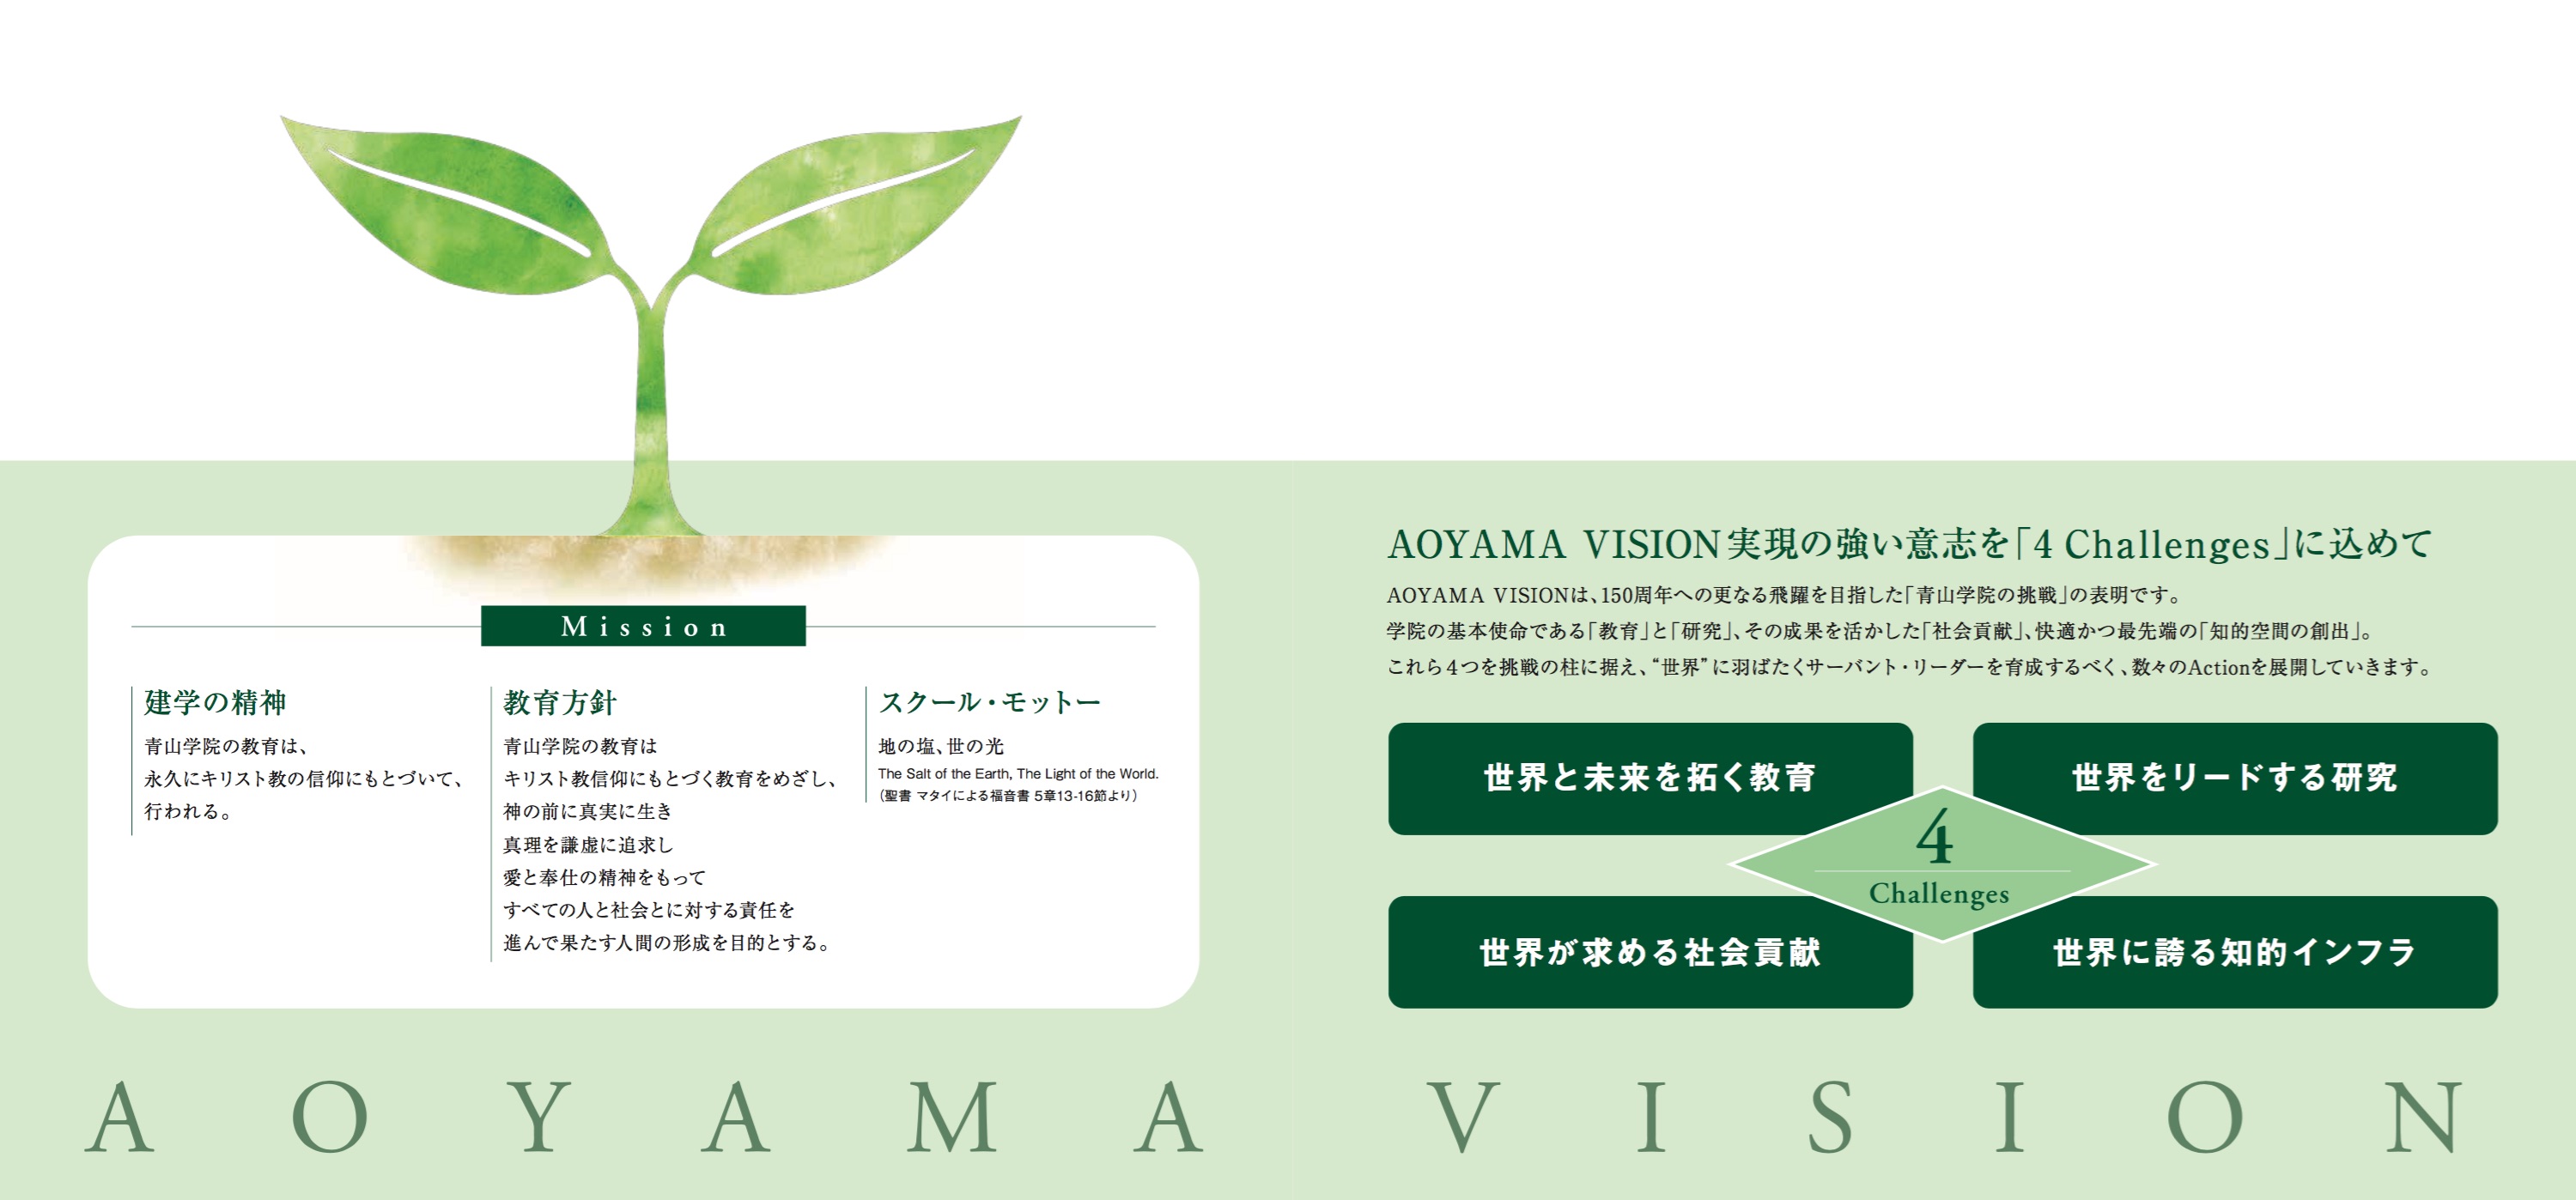 Mission
建学の精神
青山学院の教育は、
永久にキリスト教の信仰にもとづいて、
行われる。
教育方針
青山学院の教育は
キリスト教信仰にもとづく教育をめざし、
神の前に真実に生き
真理を謙虚に追求し
愛と奉仕の精神をもって
すべての人と社会とに対する責任を
進んで果たす人間の形成を目的とする。
スクール・モットー
地の塩、世の光
The Salt of the Earth, The Light of the World.
（聖書 マタイによる福音書 5章13-16節より）
AOYAMA VISION実現の強い意志を「4 Challenges」に込めて
AOYAMA VISIONは、150周年への更なる飛躍を目指した「青山学院の挑戦」の表明です。
学院の基本使命である「教育」と「研究」、その成果を活かした「社会貢献」、快適かつ最先端の「知的空間の創出」。
これら4つを挑戦の柱に据え、“世界”に羽ばたくサーバント・リーダーを育成するべく、数々のActionを展開していきます。
世界と未来を拓く教育
世界をリードする研究
4
Challenges
世界が求める社会貢献
世界に誇る知的インフラ
AOYAMA VISION